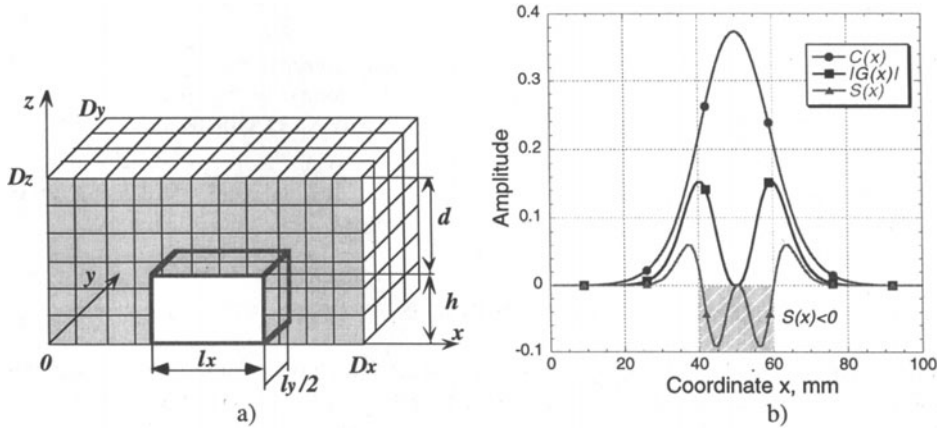 z
Dy
Dz
d
y
h
x
0
lx
Dx
ly/2
a)
0.4
0.3
0.2
0.1
0
-0.1
Amplitude
C(x)
|G(x)|
S(x)
S(x)<0
0 20 40 60 80 100
Coordinate x, mm
b)